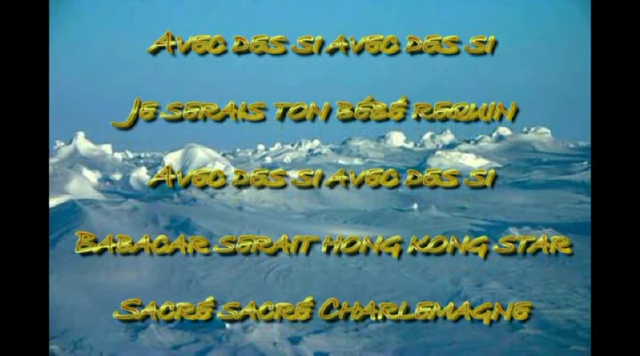 Avec des si avec des si
Je serais ton bébé requin
Avec des si avec des si
Babacar serait hong kong star
Sacré sacré Charlemagne